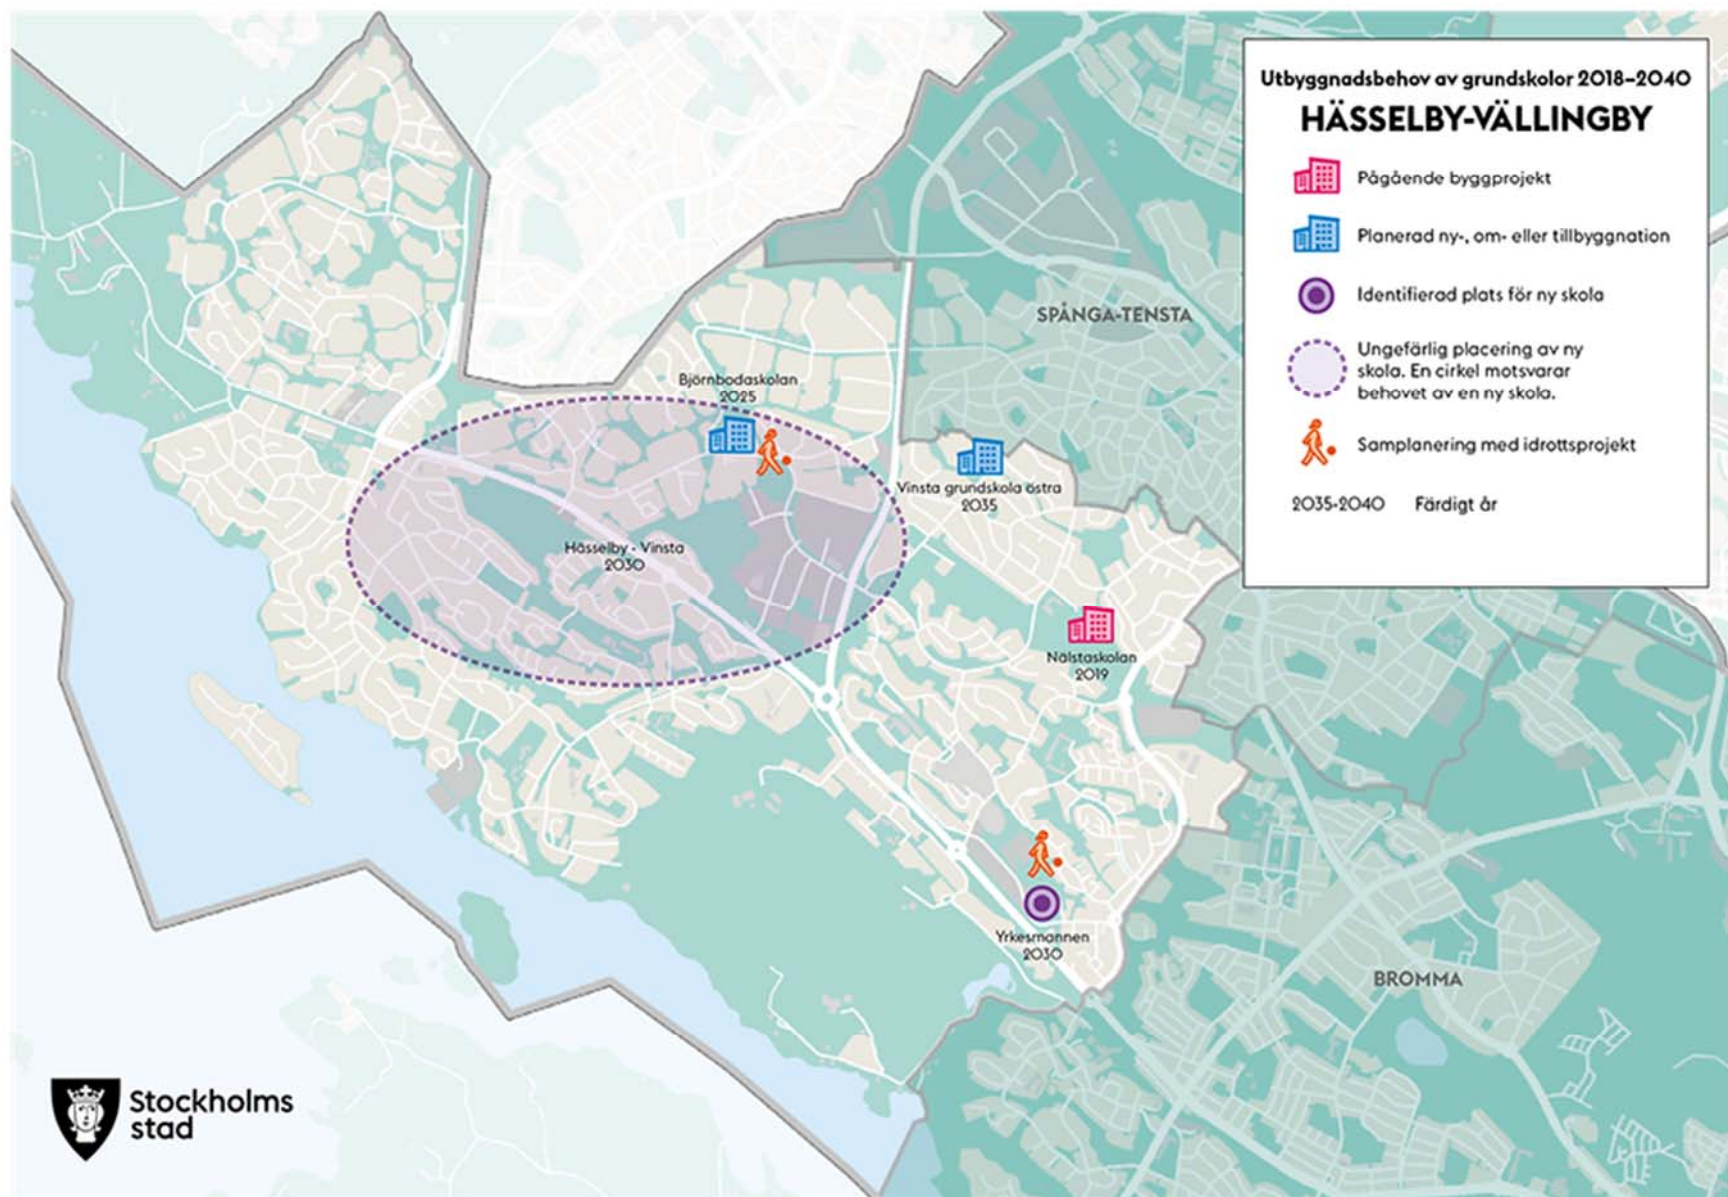 Utbyggnadsbehov av grundskolor 2018–2040
HÄSSELBY-VÄLLINGBY
Pågående byggprojekt
Planerad ny-, om- eller tillbyggnation
Identifierad plats för ny skola
Ungefärlig placering av ny
skola. En cirkel motsvarar
behovet av en ny skola.
Samplanering med idrottsprojekt
2035-2040 Färdigt år
SPÅNGA-TENSTA
Björnbodaskolan
2025
Vinsta grundskola östra
2035
Hässelby - Vinsta
2030
Nälstaskolan
2019
Yrkesmannen
2030
BROMMA
Stockholms
stad